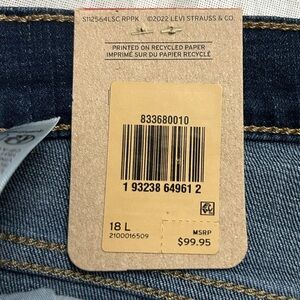 S112564LSC RPPK ©2022 LEVI STRAUSS & CO.
PRINTED ON RECYCLED PAPER
IMPRIMÉ SUR DU PAPIER RECYCLÉ
833680010
1 93238 64961 2
18 L
2100016509
MSRP
$99.95